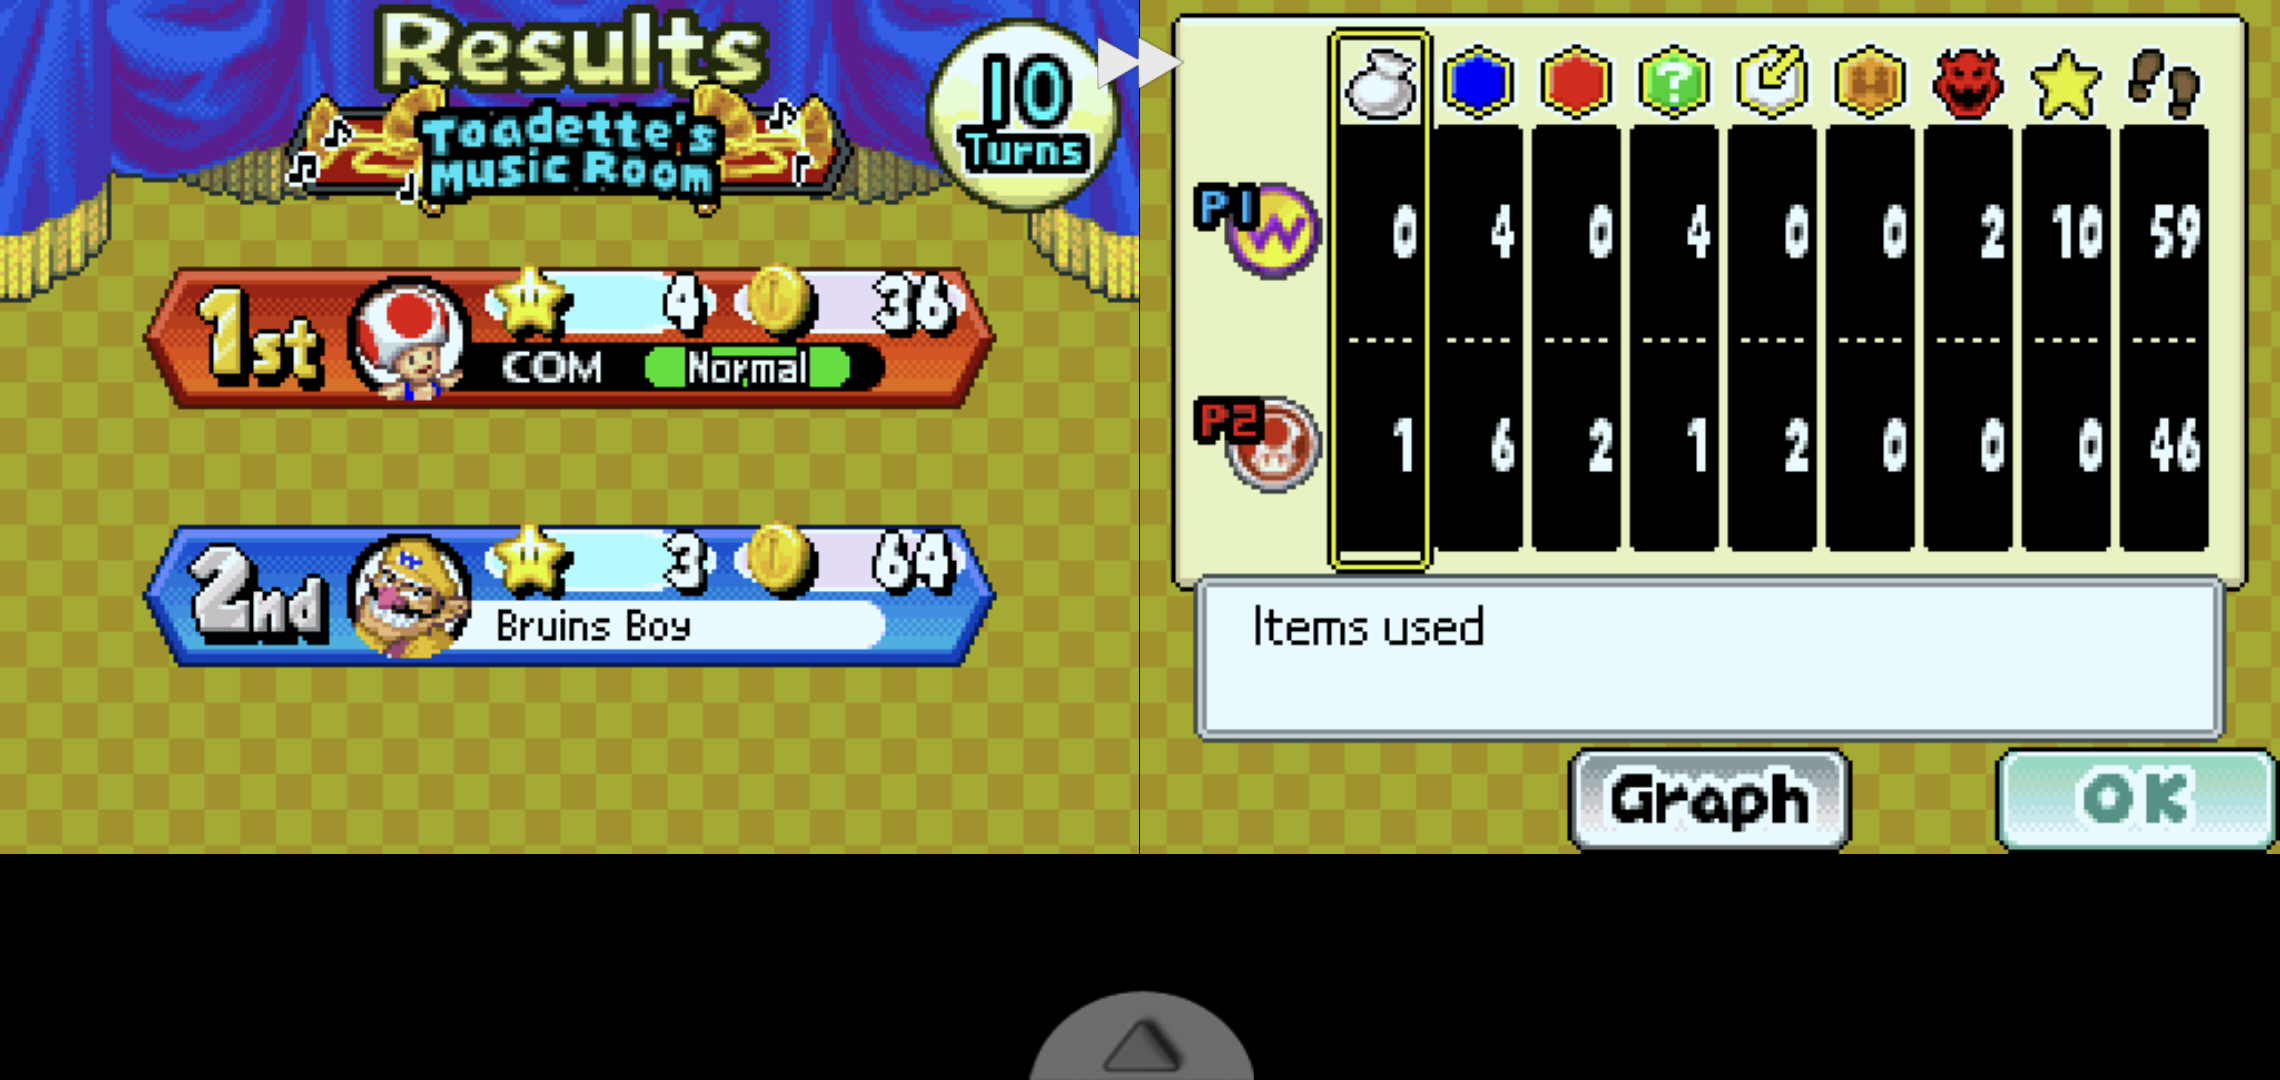 Results
Toadette's
Music Room
10
Turns
1st
4
36
COM
Normal
2nd
3
64
Bruins Boy
?
H
P1
W
0 4 0 4 0 0 2 10 59
P2
1 6 2 1 2 0 0 0 46
Items used
Graph
OK